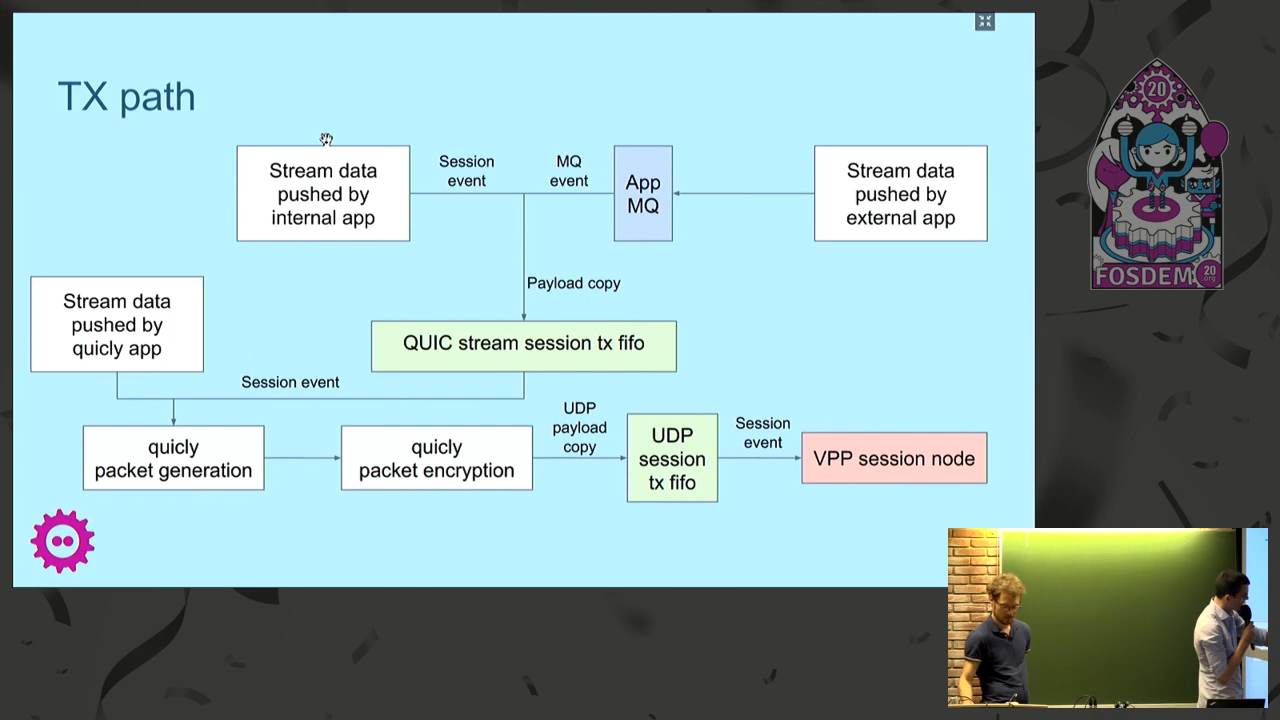 TX path
Stream data
pushed by
internal app
Session
event
MQ
event
App
MQ
Stream data
pushed by
external app
Payload copy
Stream data
pushed by
quicly app
QUIC stream session tx fifo
Session event
quicly
packet generation
quicly
packet encryption
UDP
payload
copy
UDP
session
tx fifo
Session
event
VPP session node
20
FOSDEM
20
.org